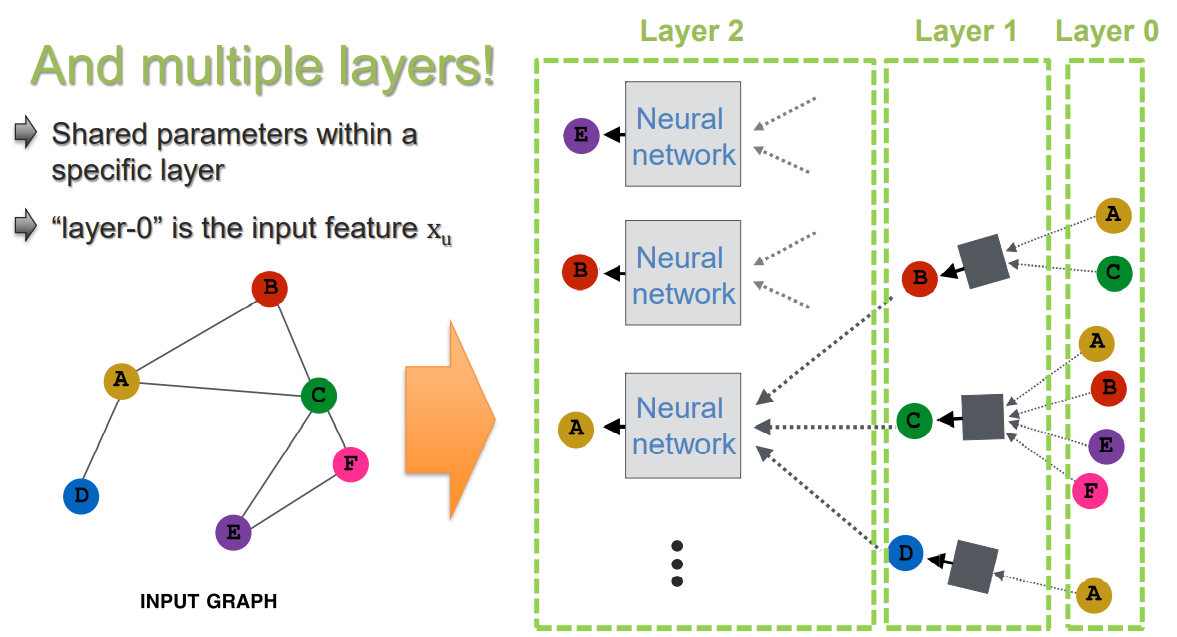 And multiple layers!
Shared parameters within a
specific layer
“layer-0” is the input feature xᵤ
B
A
C
F
D
E
INPUT GRAPH
Layer 2
Layer 1
Layer 0
E
Neural
network
B
Neural
network
A
Neural
network
B
C
D
A
C
A
B
E
F
A